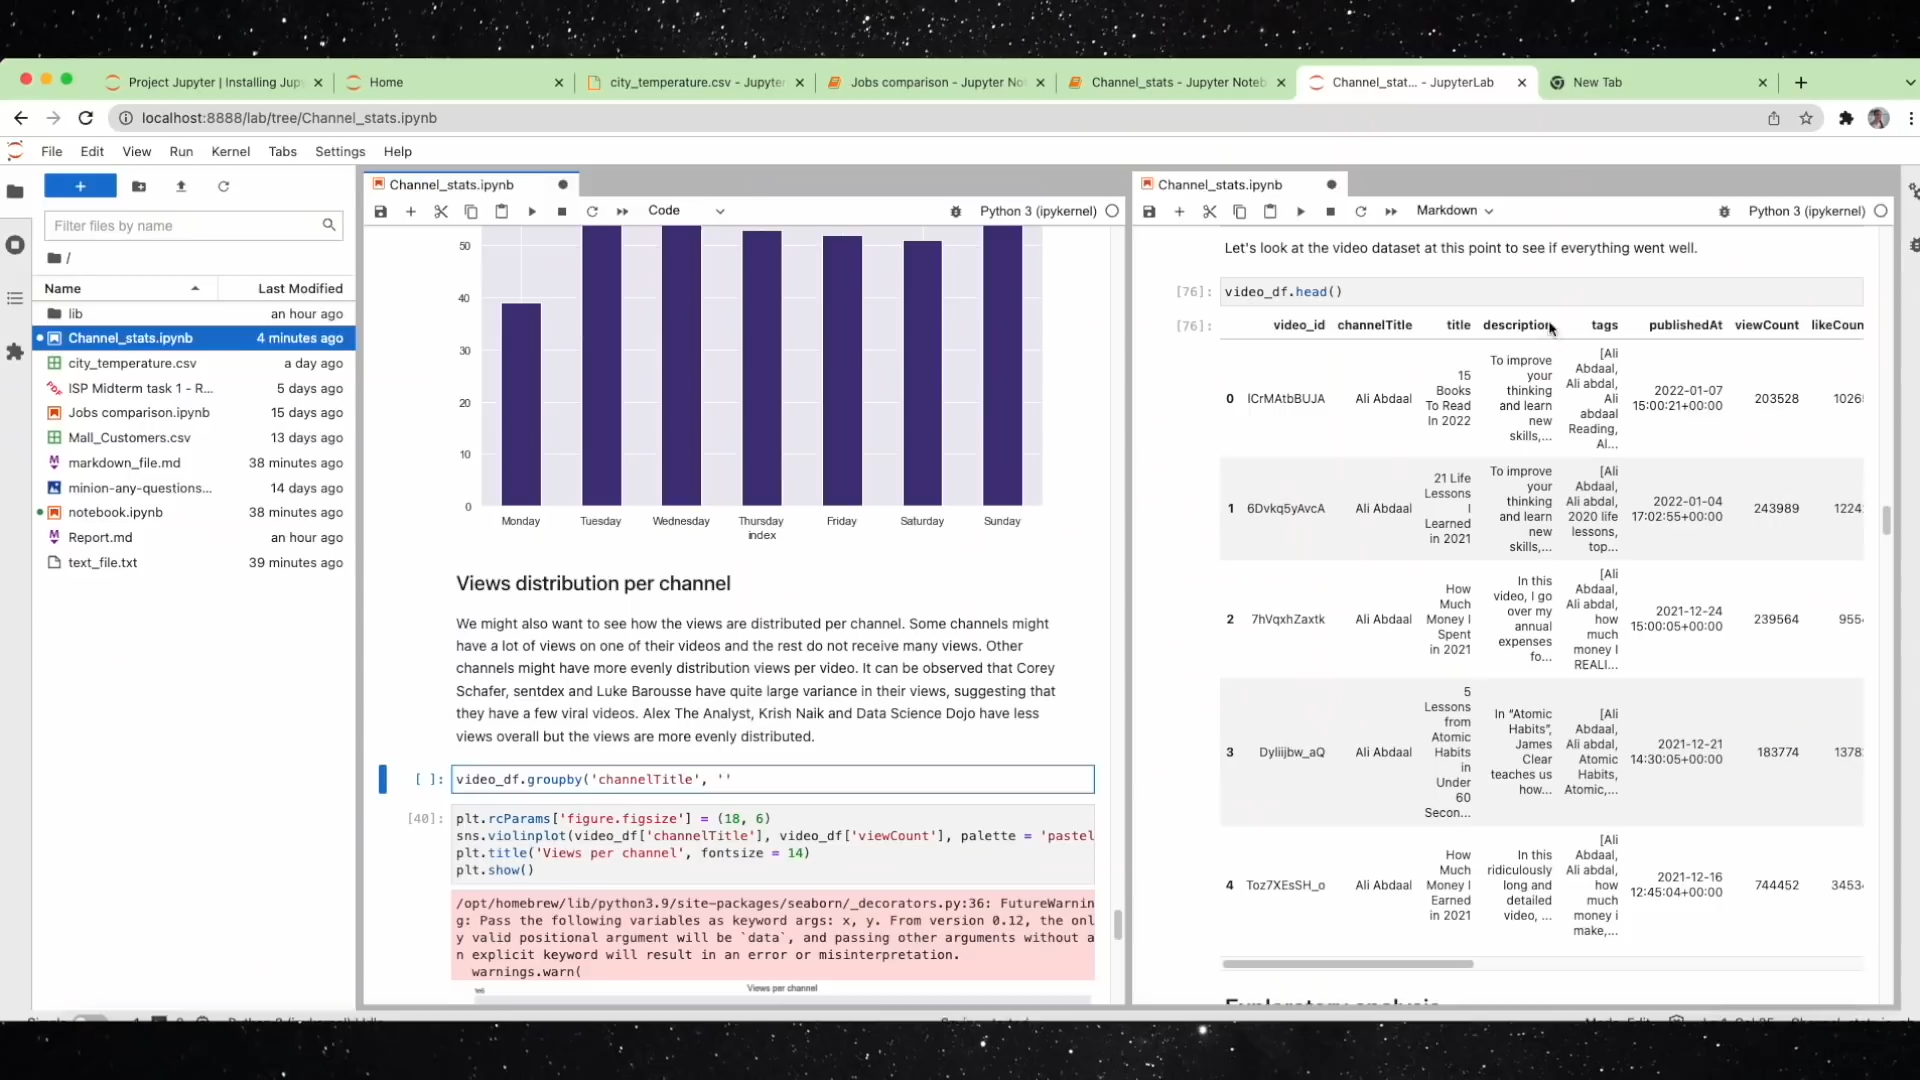 Project Jupyter | Installing Jup
Home
city_temperature.csv - Jupyter
Jobs comparison - Jupyter No
Channel_stats - Jupyter Noteb
Channel_stat... - JupyterLab
New Tab
localhost:8888/lab/tree/Channel_stats.ipynb
File Edit View Run Kernel Tabs Settings Help
Filter files by name
/
Name Last Modified
lib an hour ago
Channel_stats.ipynb 4 minutes ago
city_temperature.csv a day ago
ISP Midterm task 1 - R... 5 days ago
Jobs comparison.ipynb 15 days ago
Mall_Customers.csv 13 days ago
markdown_file.md 38 minutes ago
minion-any-questions... 14 days ago
notebook.ipynb 38 minutes ago
Report.md an hour ago
text_file.txt 39 minutes ago
Channel_stats.ipynb
Code
Python 3 (ipykernel)
50
40
30
20
10
0
Monday Tuesday Wednesday Thursday Friday Saturday Sunday
index
Views distribution per channel
We might also want to see how the views are distributed per channel. Some channels might
have a lot of views on one of their videos and the rest do not receive many views. Other
channels might have more evenly distribution views per video. It can be observed that Corey
Schafer, sentdex and Luke Barousse have quite large variance in their views, suggesting that
they have a few viral videos. Alex The Analyst, Krish Naik and Data Science Dojo have less
views overall but the views are more evenly distributed.
[ ]: video_df.groupby('channelTitle', ''
[40]: plt.rcParams['figure.figsize'] = (18, 6)
sns.violinplot(video_df['channelTitle'], video_df['viewCount'], palette = 'pastel
plt.title('Views per channel', fontsize = 14)
plt.show()
/opt/homebrew/lib/python3.9/site-packages/seaborn/_decorators.py:36: FutureWarnin
g: Pass the following variables as keyword args: x, y. From version 0.12, the onl
y valid positional argument will be `data`, and passing other arguments without a
n explicit keyword will result in an error or misinterpretation.
warnings.warn(
Views per channel
Channel_stats.ipynb
Markdown
Python 3 (ipykernel)
Let's look at the video dataset at this point to see if everything went well.
[76]: video_df.head()
[76]: video_id channelTitle title description tags publishedAt viewCount likeCoun
0 lCrMAtbBUJA Ali Abdaal
15
Books
To Read
In 2022
To improve
your
thinking
and learn
new
skills,...
[Ali
Abdaal,
Ali abdal,
Ali
abdaal
Reading,
Al...
2022-01-07
15:00:21+00:00
203528
1026
1 6Dvkq5yAvcA Ali Abdaal
21 Life
Lessons
I
Learned
in 2021
To improve
your
thinking
and learn
new
skills,...
[Ali
Abdaal,
Ali abdal,
2020 life
lessons,
top...
2022-01-04
17:02:55+00:00
243989
1224
2 7hVqxhZaxtk Ali Abdaal
How
Much
Money I
Spent
in 2021
In this
video, I go
over my
annual
expenses
fo...
[Ali
Abdaal,
Ali abdal,
how
much
money I
REALI...
2021-12-24
15:00:05+00:00
239564
955
3 Dyliijbw_aQ Ali Abdaal
5
Lessons
from
Atomic
Habits
in
Under
60
Secon...
In “Atomic
Habits”,
James
Clear
teaches us
how...
[Ali
Abdaal,
Ali abdal,
Atomic
Habits,
Atomic,...
2021-12-21
14:30:05+00:00
183774
1378
4 Toz7XEsSH_o Ali Abdaal
How
Much
Money I
Earned
in 2021
In this
ridiculously
long and
detailed
video, ...
[Ali
Abdaal,
Ali abdal,
how
much
money i
make,...
2021-12-16
12:45:04+00:00
744452
3453